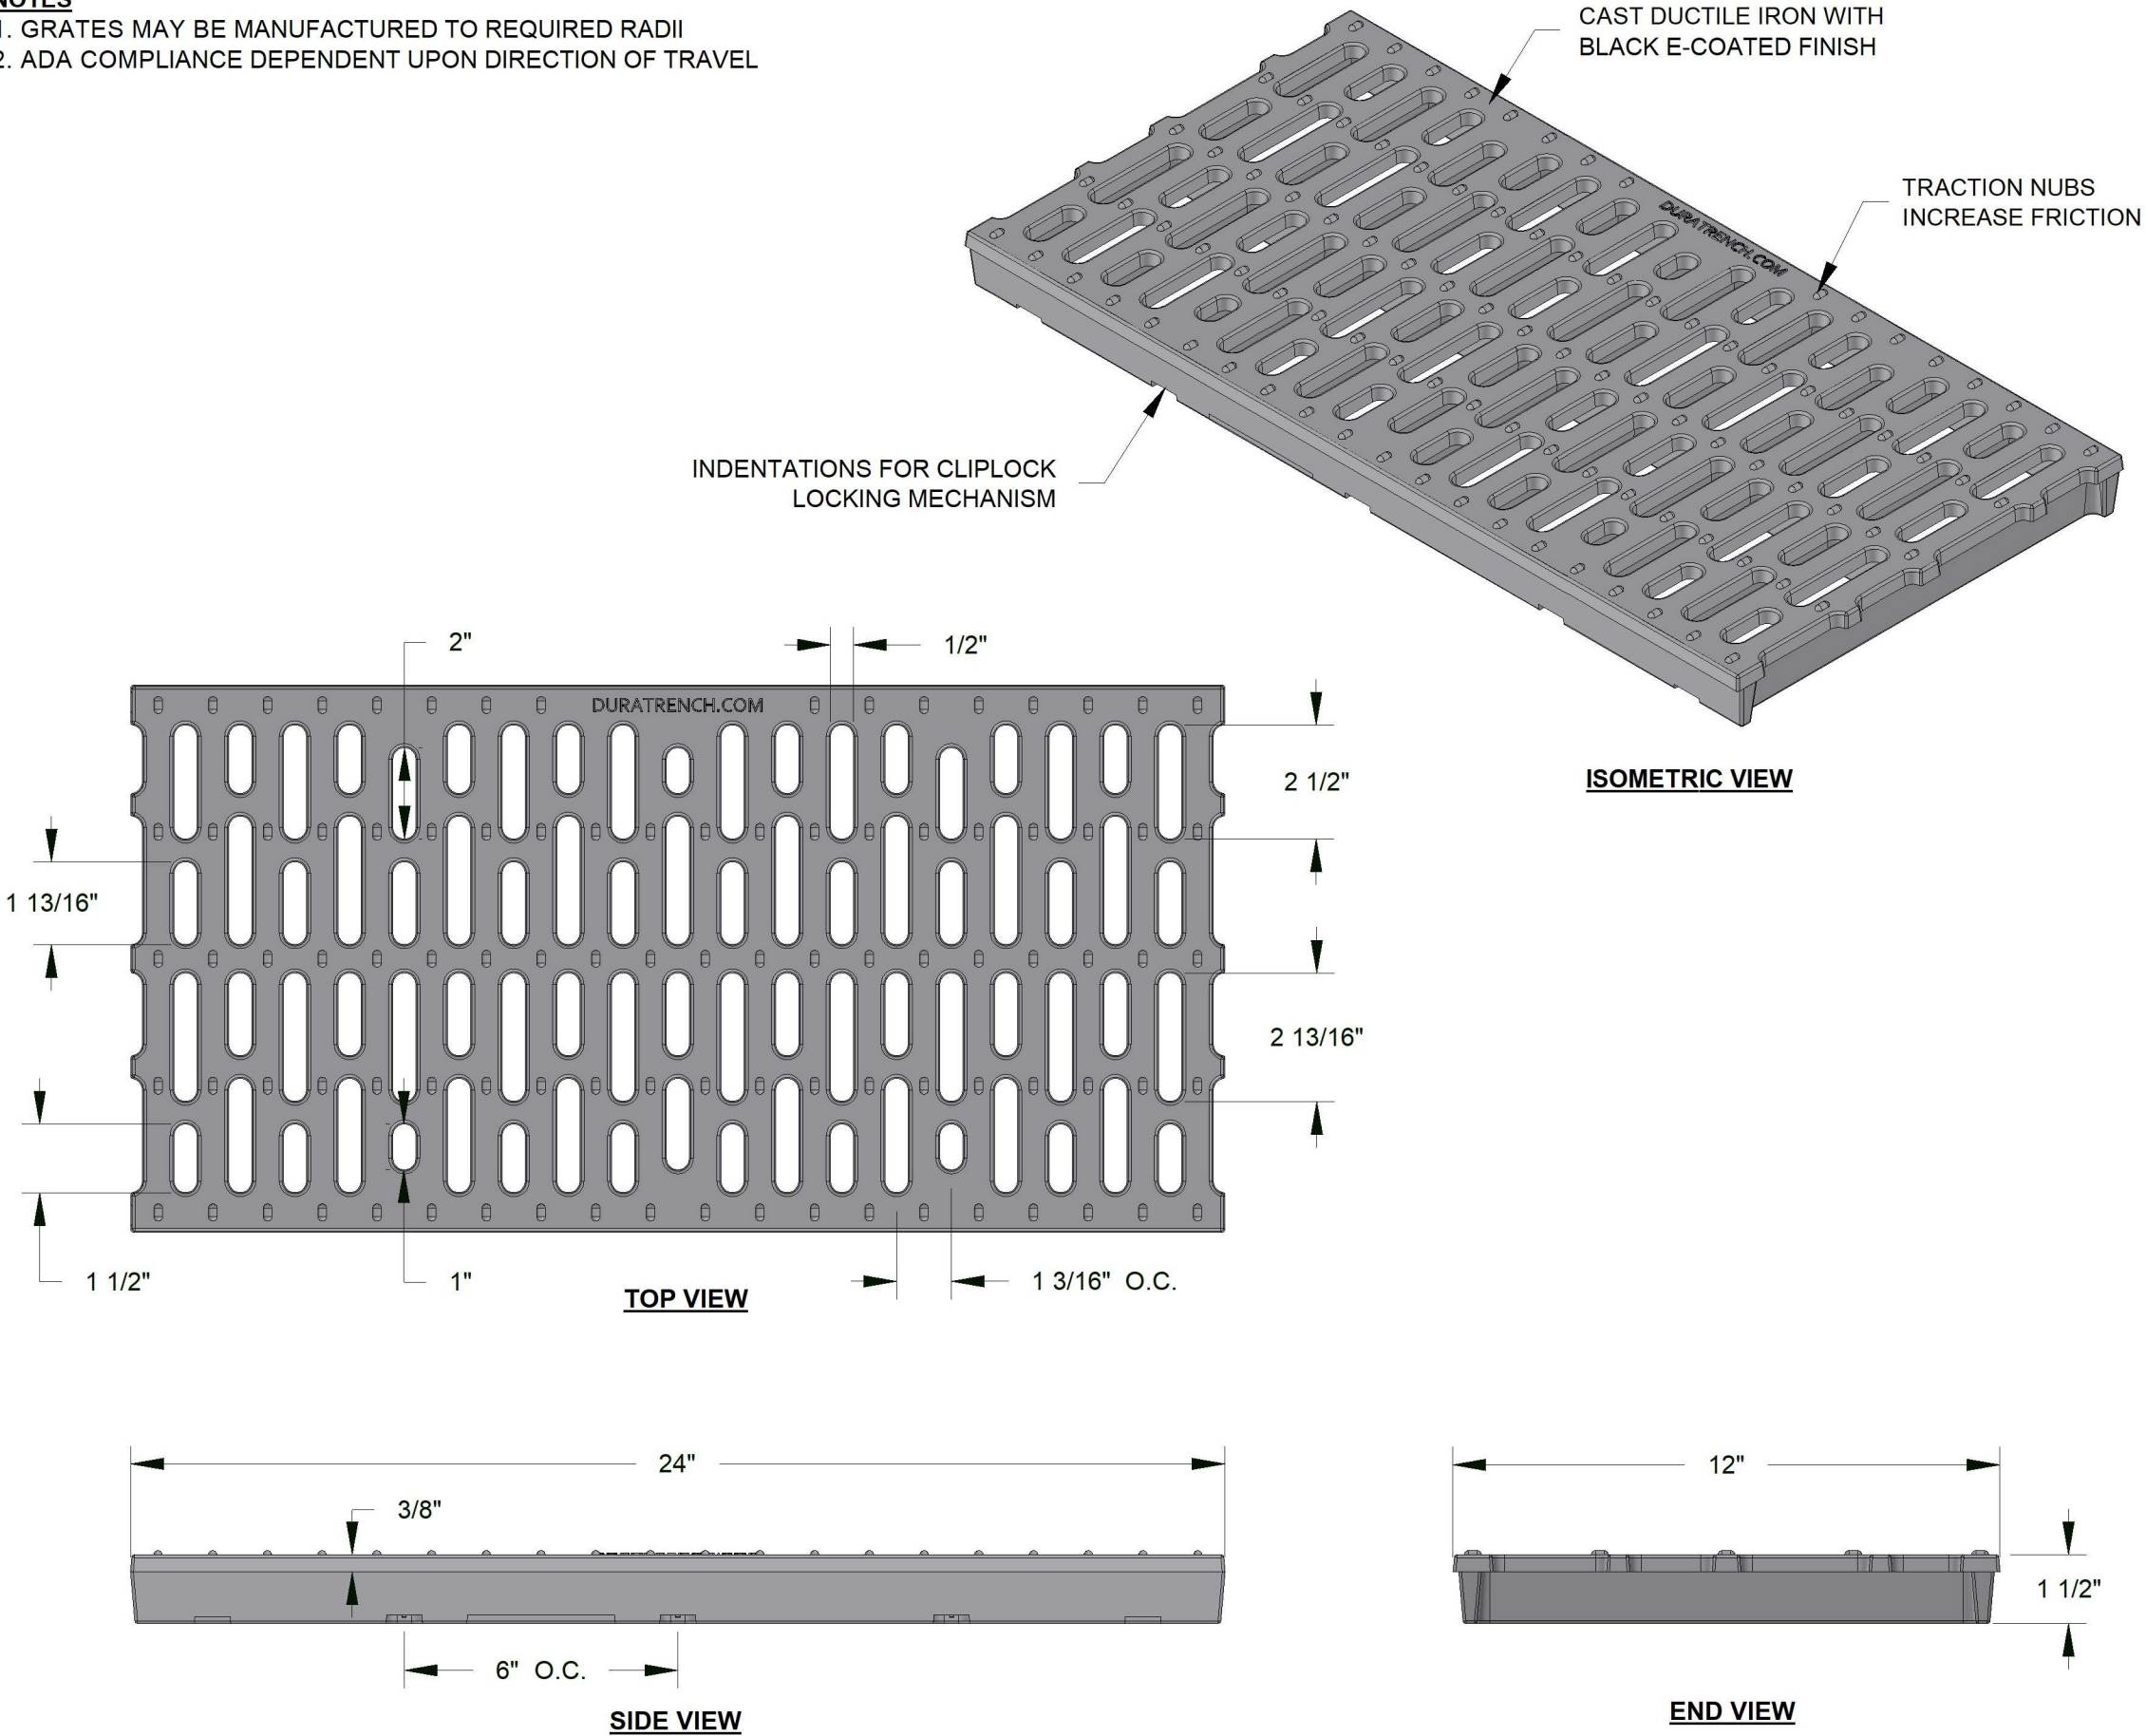 NOTES
1. GRATES MAY BE MANUFACTURED TO REQUIRED RADII
2. ADA COMPLIANCE DEPENDENT UPON DIRECTION OF TRAVEL
CAST DUCTILE IRON WITH
BLACK E-COATED FINISH
TRACTION NUBS
INCREASE FRICTION
DURATRENCH.COM
INDENTATIONS FOR CLIPLOCK
LOCKING MECHANISM
ISOMETRIC VIEW
2"
1/2"
DURATRENCH.COM
2 1/2"
1 13/16"
2 13/16"
1 1/2"
1"
1 3/16" O.C.
TOP VIEW
24"
3/8"
6" O.C.
SIDE VIEW
12"
1 1/2"
END VIEW